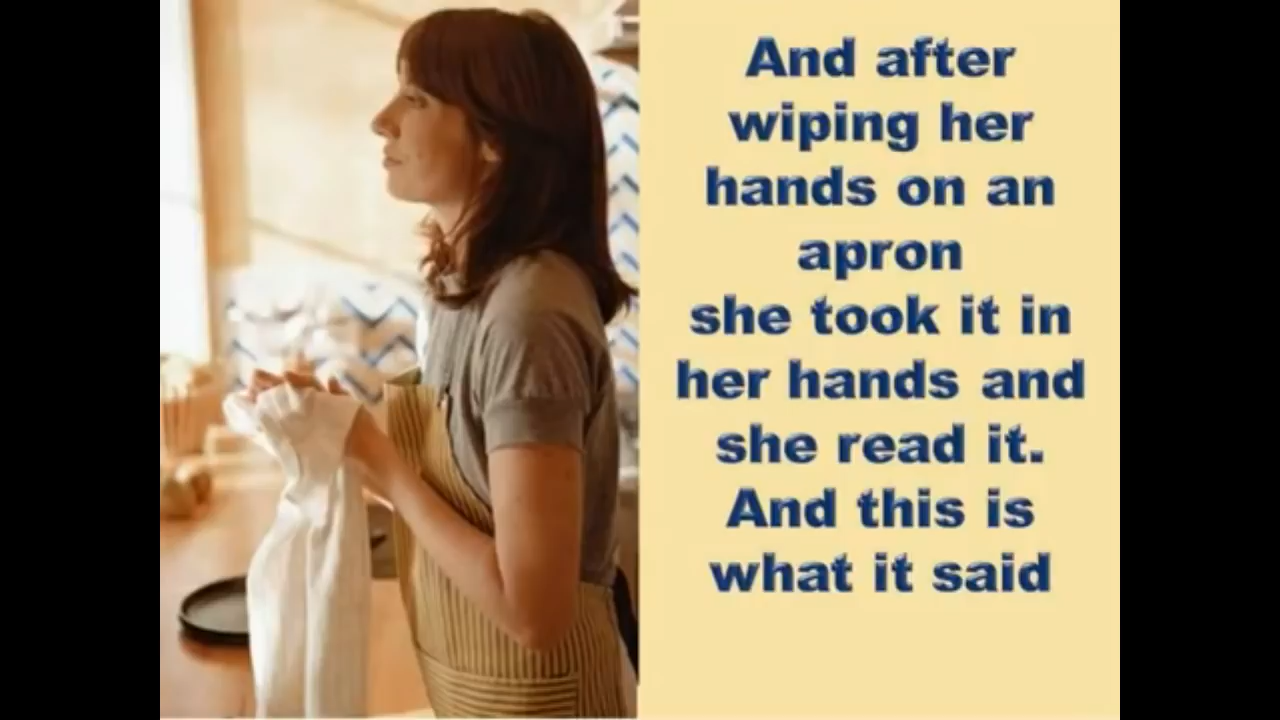 And after
wiping her
hands on an
apron
she took it in
her hands and
she read it.
And this is
what it said